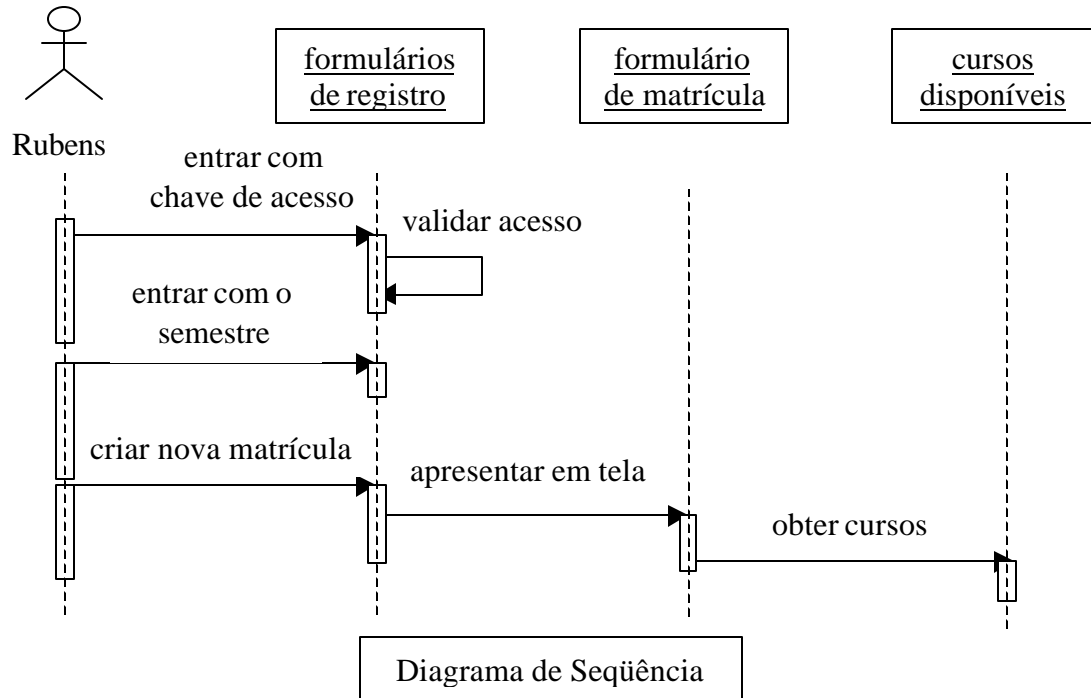 formulários
de registro
formulário
de matrícula
cursos
disponíveis
Rubens
entrar com
chave de acesso
validar acesso
entrar com o
semestre
criar nova matrícula
apresentar em tela
obter cursos
Diagrama de Seqüência